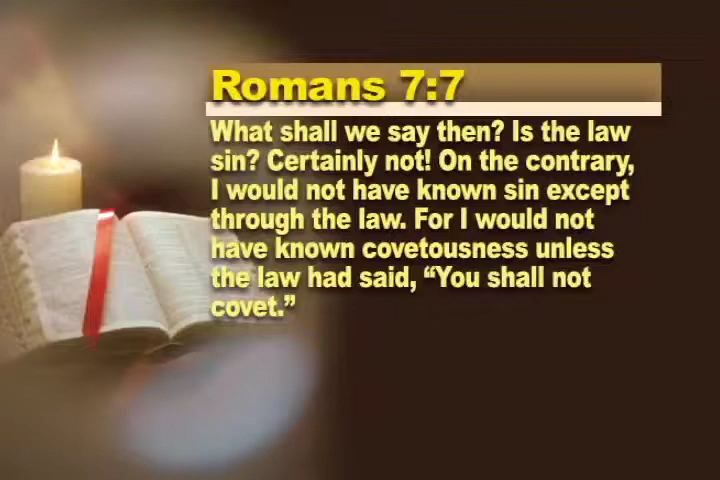 Romans 7:7
What shall we say then? Is the law
sin? Certainly not! On the contrary,
I would not have known sin except
through the law. For I would not
have known covetousness unless
the law had said, “You shall not
covet.”